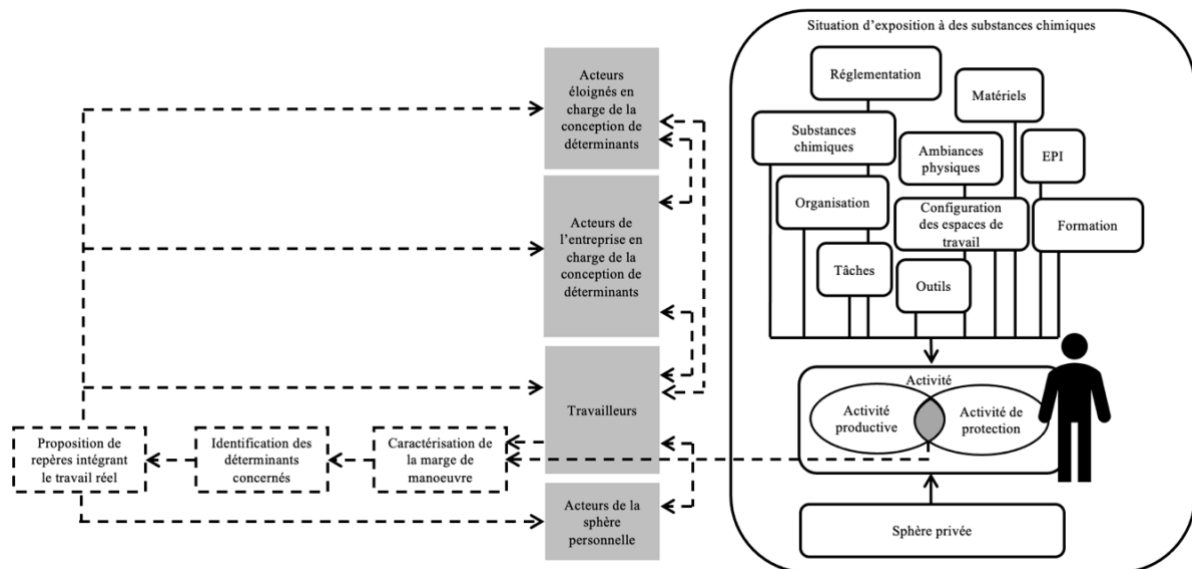 Situation d'exposition à des substances chimiques
Réglementation
Matériels
Substances
chimiques
Ambiances
physiques
EPI
Organisation
Configuration
des espaces de
travail
Formation
Tâches
Outils
Activité
Activité
productive
Activité de
protection
Sphère privée
Acteurs
éloignés en
charge de la
conception de
déterminants
Acteurs de
l'entreprise en
charge de la
conception de
déterminants
Travailleurs
Acteurs de la
sphère
personnelle
Proposition de
repères intégrant
le travail réel
Identification des
déterminants
concernés
Caractérisation de
la marge de
manoeuvre